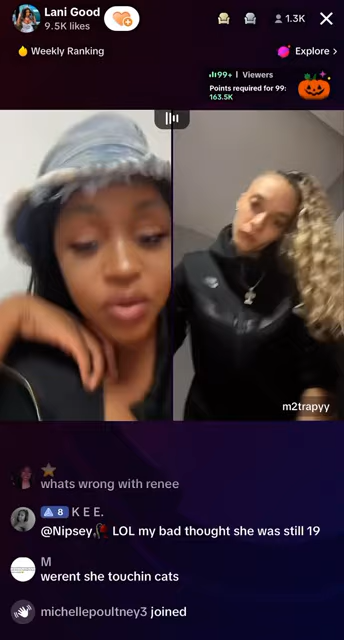 Lani Good
9.5K likes
1.3K
Weekly Ranking
Explore >
99+ | Viewers
Points required for 99:
163.5K
m2trapyy
whats wrong with renee
8 K E E.
@Nipsey🥀 LOL my bad thought she was still 19
M
werent she touchin cats
michellepoultney3 joined